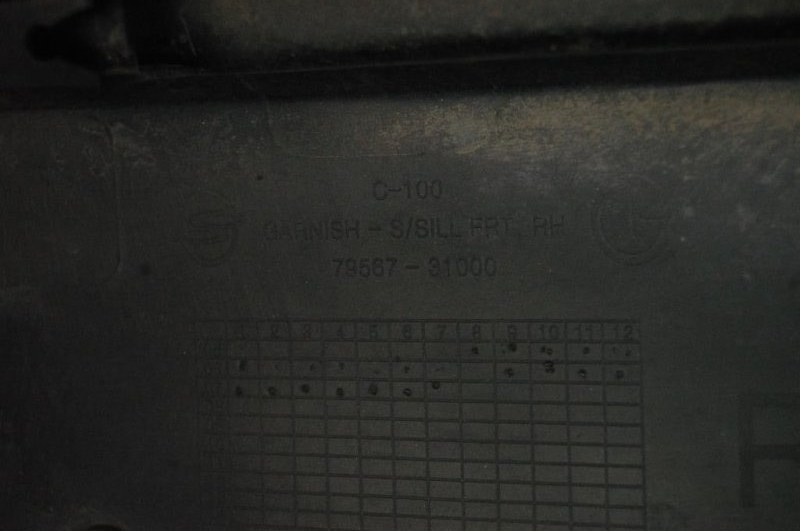 C-100
GARNISH - S/SILL FRT, RH
79567 - 31000
1 2 3 4 5 6 7 8 9 10 11 12
R